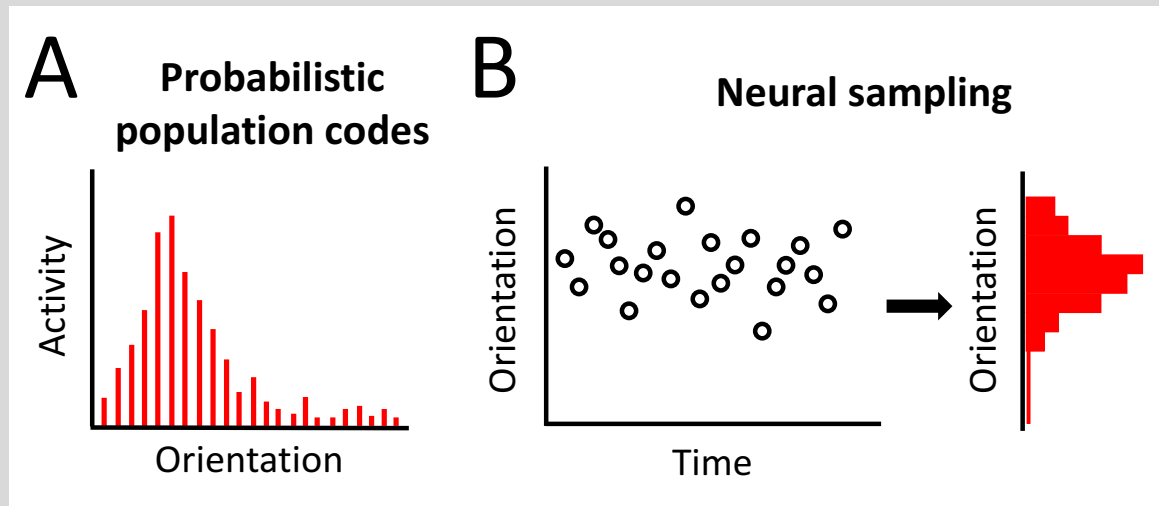 A
Probabilistic
population codes
Activity
Orientation
B
Neural sampling
Orientation
Time
Orientation